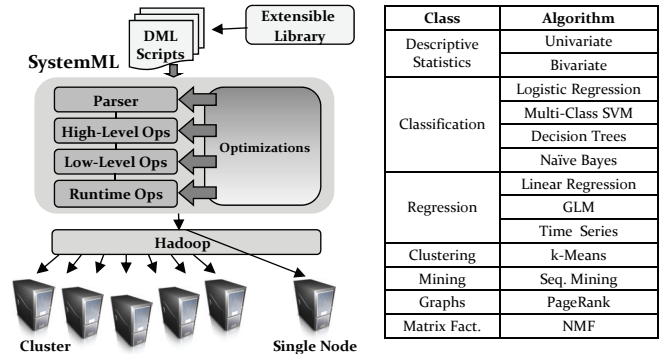 DML
Scripts
Extensible
Library
SystemML
Parser
High-Level Ops
Low-Level Ops
Runtime Ops
Optimizations
Hadoop
Cluster
Single Node
Class Algorithm
Descriptive
Statistics
Univariate
Bivariate
Classification
Logistic Regression
Multi-Class SVM
Decision Trees
Naïve Bayes
Regression
Linear Regression
GLM
Time Series
Clustering k-Means
Mining Seq. Mining
Graphs PageRank
Matrix Fact. NMF